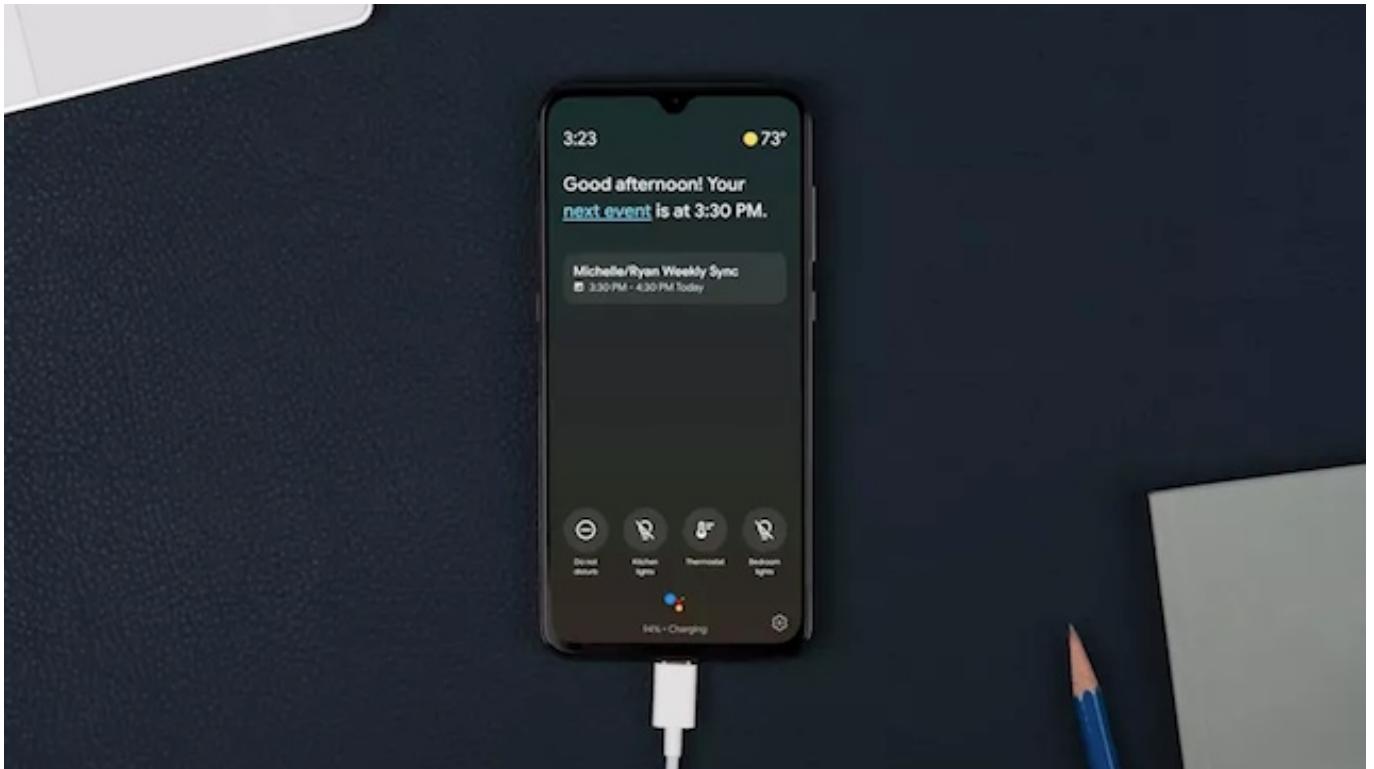 3:23
73°
Good afternoon! Your
next event is at 3:30 PM.
Michelle/Ryan Weekly Sync
3:30 PM - 4:30 PM Today
Do not
disturb
Kitchen
lights
Thermostat
Bedroom
lights
94% • Charging